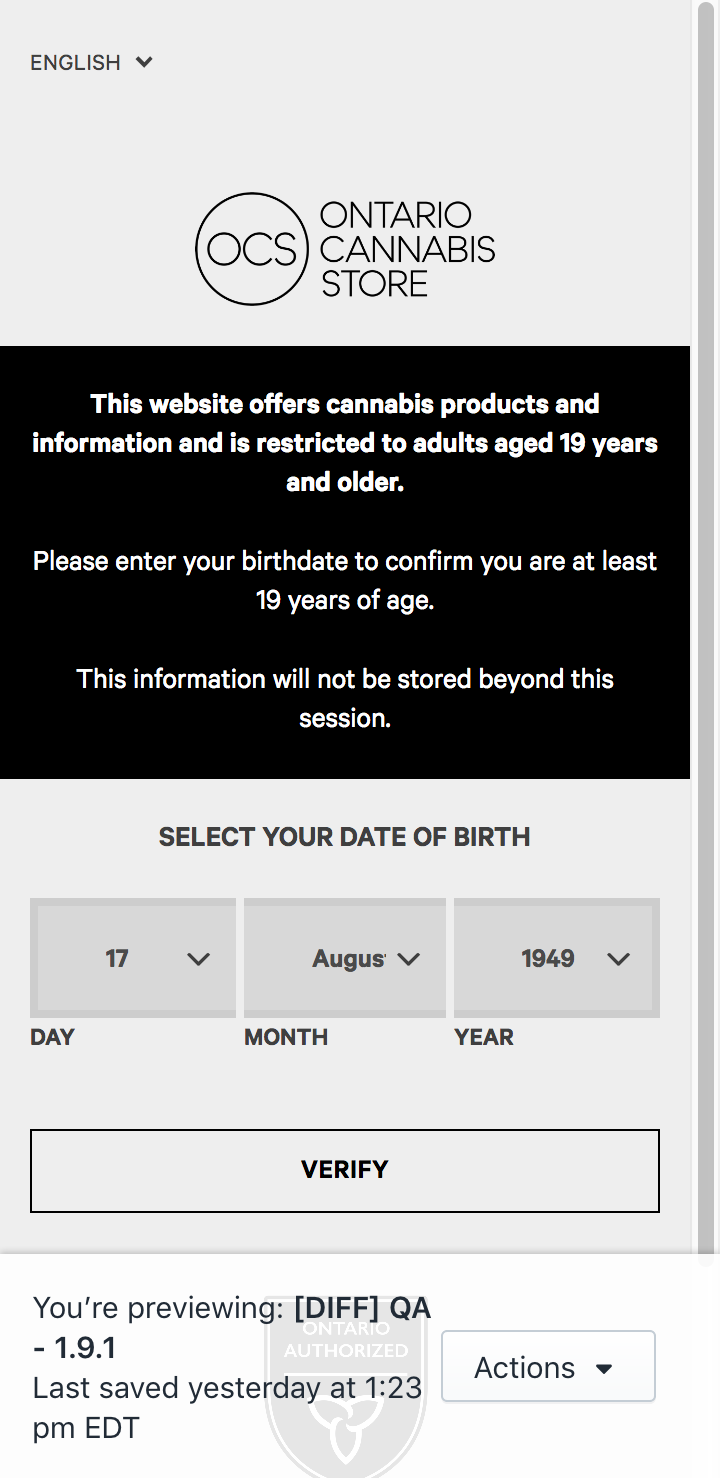 ENGLISH
OCS
ONTARIO
CANNABIS
STORE
This website offers cannabis products and
information and is restricted to adults aged 19 years
and older.
Please enter your birthdate to confirm you are at least
19 years of age.
This information will not be stored beyond this
session.
SELECT YOUR DATE OF BIRTH
17
Augus
1949
DAY
MONTH
YEAR
VERIFY
You’re previewing: [DIFF] QA
- 1.9.1
Last saved yesterday at 1:23
pm EDT
ONTARIO
AUTHORIZED
Actions